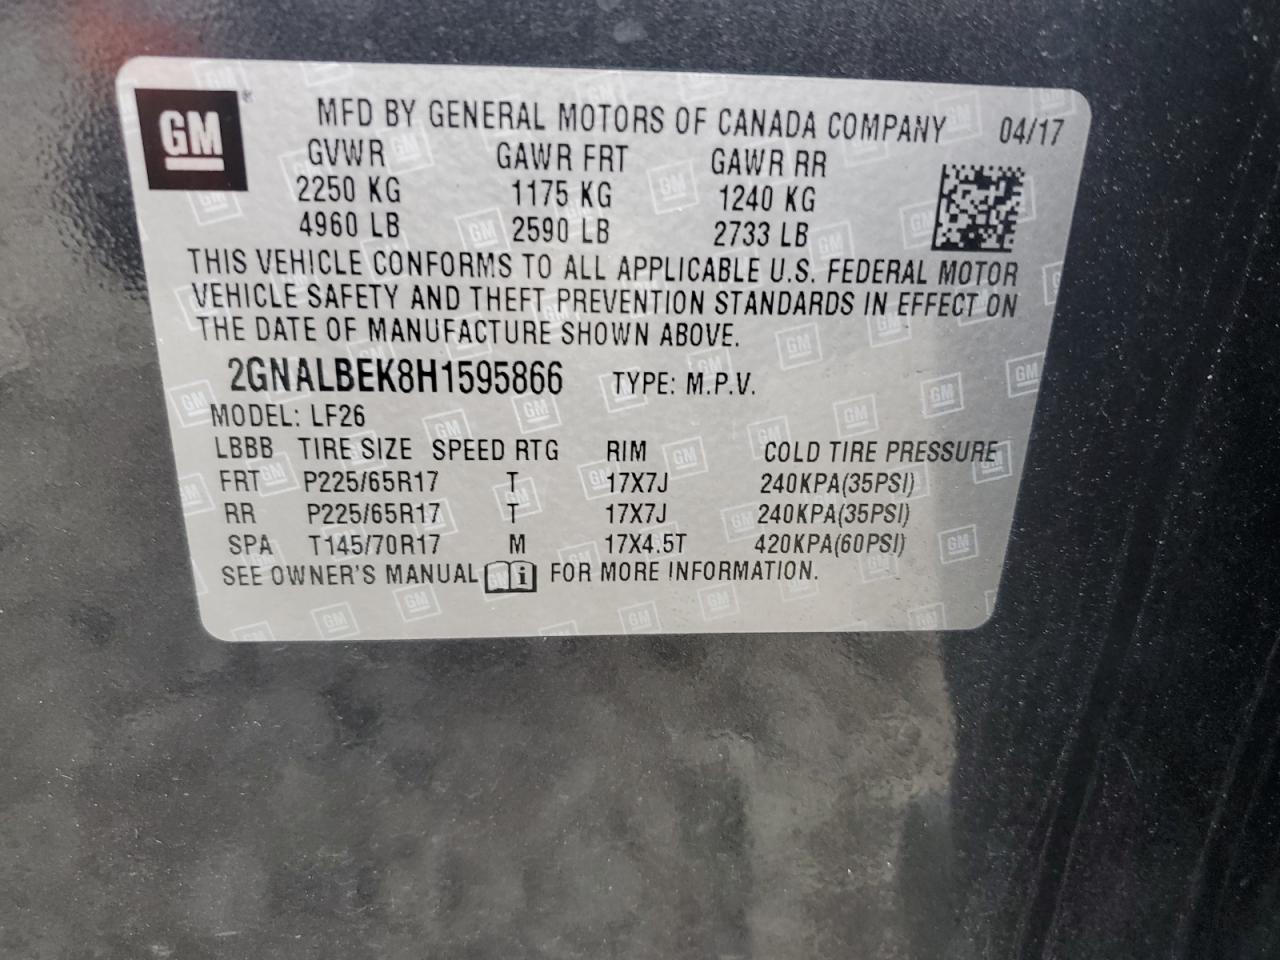 GM
MFD BY GENERAL MOTORS OF CANADA COMPANY 04/17
GVWR GAWR FRT GAWR RR
2250 KG 1175 KG 1240 KG
4960 LB 2590 LB 2733 LB
THIS VEHICLE CONFORMS TO ALL APPLICABLE U.S. FEDERAL MOTOR
VEHICLE SAFETY AND THEFT PREVENTION STANDARDS IN EFFECT ON
THE DATE OF MANUFACTURE SHOWN ABOVE.
2GNALBEK8H1595866 TYPE: M.P.V.
MODEL: LF26
LBBB TIRE SIZE SPEED RTG RIM COLD TIRE PRESSURE
FRT P225/65R17 T 17X7J 240KPA(35PSI)
RR P225/65R17 T 17X7J 240KPA(35PSI)
SPA T145/70R17 M 17X4.5T 420KPA(60PSI)
SEE OWNER'S MANUAL i FOR MORE INFORMATION.